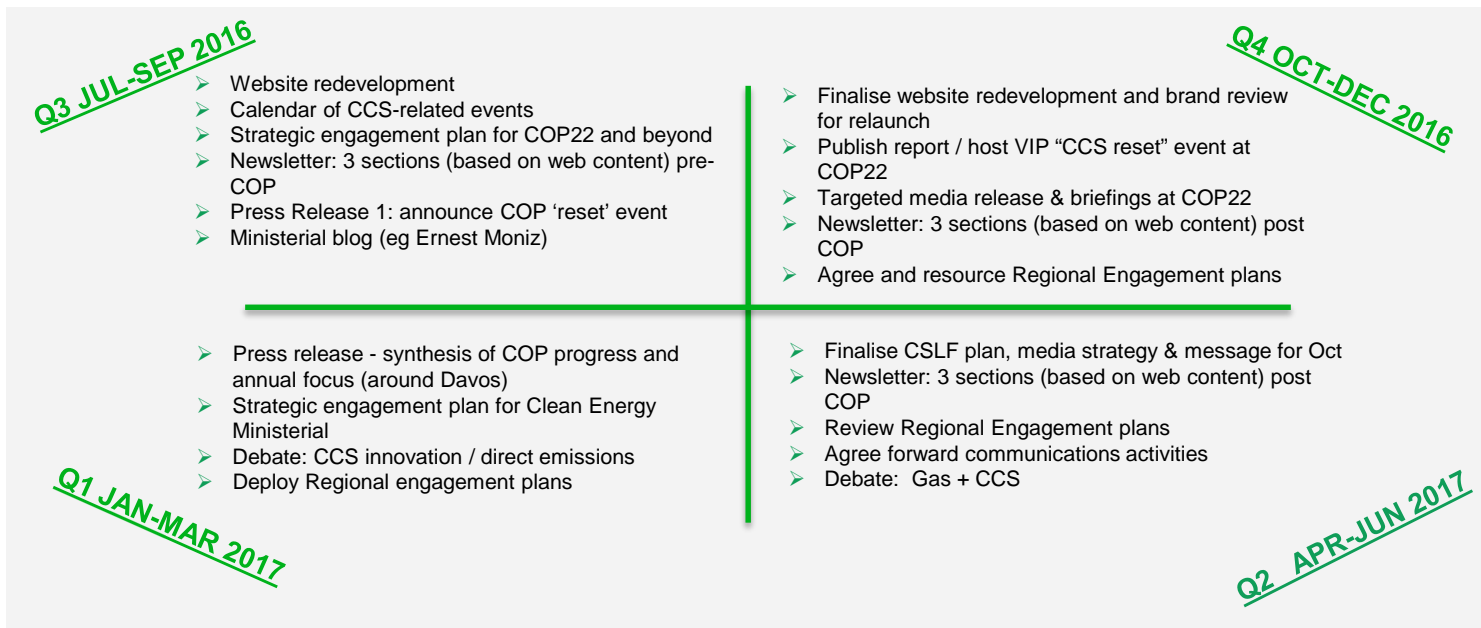 Q3 JUL-SEP 2016
➢ Website redevelopment
➢ Calendar of CCS-related events
➢ Strategic engagement plan for COP22 and beyond
➢ Newsletter: 3 sections (based on web content) pre-
COP
➢ Press Release 1: announce COP ‘reset’ event
➢ Ministerial blog (eg Ernest Moniz)
Q4 OCT-DEC 2016
➢ Finalise website redevelopment and brand review
for relaunch
➢ Publish report / host VIP “CCS reset” event at
COP22
➢ Targeted media release & briefings at COP22
➢ Newsletter: 3 sections (based on web content) post
COP
➢ Agree and resource Regional Engagement plans
➢ Press release - synthesis of COP progress and
annual focus (around Davos)
➢ Strategic engagement plan for Clean Energy
Ministerial
➢ Debate: CCS innovation / direct emissions
➢ Deploy Regional engagement plans
Q1 JAN-MAR 2017
➢ Finalise CSLF plan, media strategy & message for Oct
➢ Newsletter: 3 sections (based on web content) post
COP
➢ Review Regional Engagement plans
➢ Agree forward communications activities
➢ Debate:  Gas + CCS
Q2 APR-JUN 2017